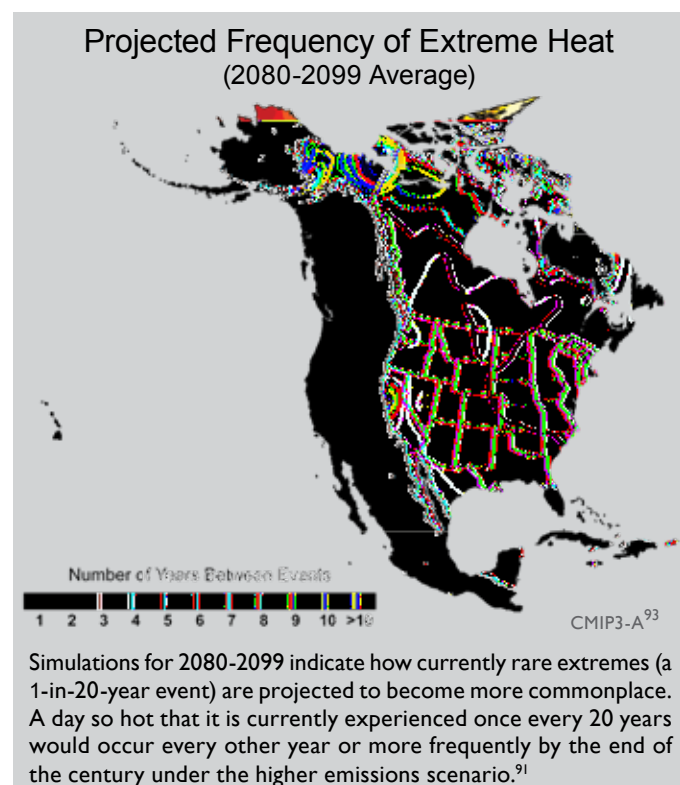 Projected Frequency of Extreme Heat
(2080-2099 Average)
Number of Years Between Events
1 2 3 4 5 6 7 8 9 10 >10
CMIP3-A93
Simulations for 2080-2099 indicate how currently rare extremes (a
1-in-20-year event) are projected to become more commonplace.
A day so hot that it is currently experienced once every 20 years
would occur every other year or more frequently by the end of
the century under the higher emissions scenario.91